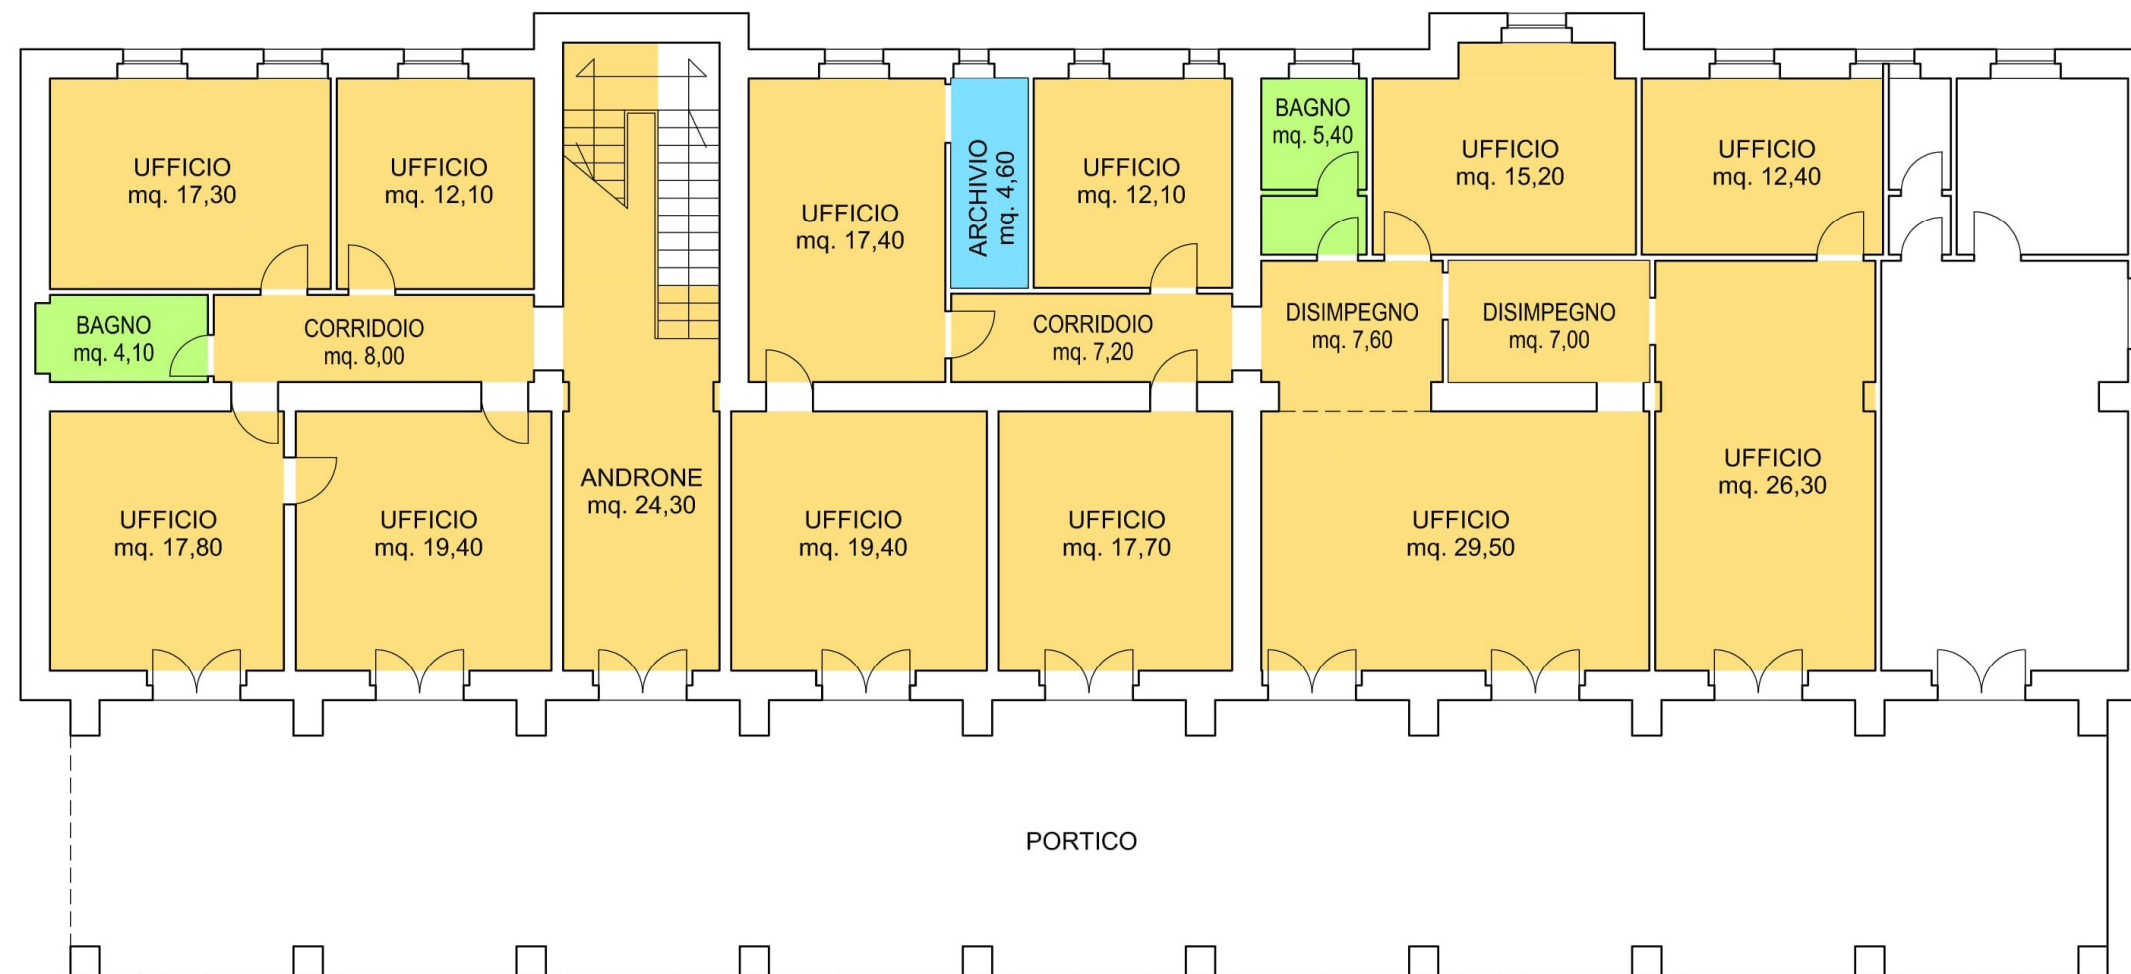 UFFICIO
mq. 17,30
UFFICIO
mq. 12,10
UFFICIO
mq. 17,40
ARCHIVIO
mq. 4,60
UFFICIO
mq. 12,10
BAGNO
mq. 5,40
UFFICIO
mq. 15,20
UFFICIO
mq. 12,40
BAGNO
mq. 4,10
CORRIDOIO
mq. 8,00
CORRIDOIO
mq. 7,20
DISIMPEGNO
mq. 7,60
DISIMPEGNO
mq. 7,00
UFFICIO
mq. 17,80
UFFICIO
mq. 19,40
ANDRONE
mq. 24,30
UFFICIO
mq. 19,40
UFFICIO
mq. 17,70
UFFICIO
mq. 29,50
UFFICIO
mq. 26,30
PORTICO